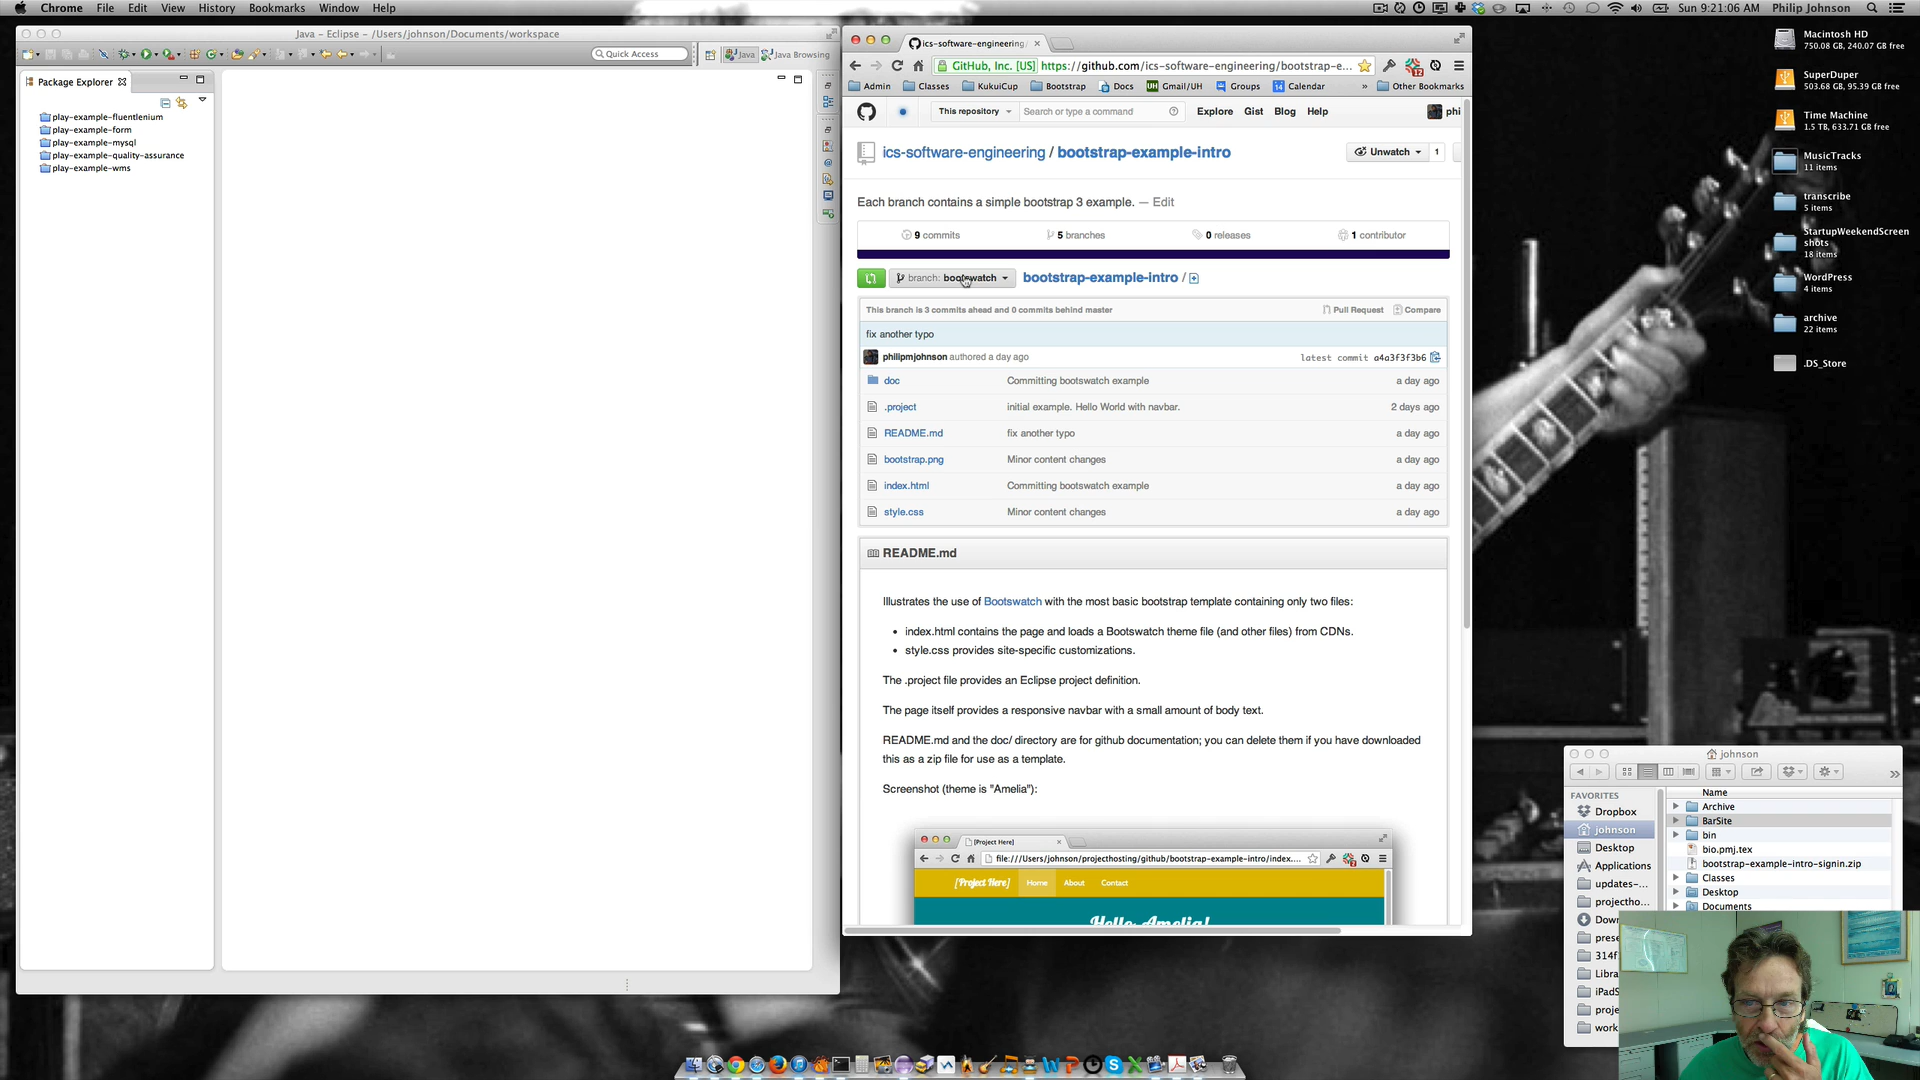 Chrome File Edit View History Bookmarks Window Help
Sun 9:21:06 AM Philip Johnson
Java - Eclipse - /Users/johnson/Documents/workspace
Quick Access
Java
Java Browsing
Package Explorer
play-example-fluentlenium
play-example-form
play-example-mysql
play-example-quality-assurance
play-example-wms
ics-software-engineering/
GitHub, Inc. [US] https://github.com/ics-software-engineering/bootstrap-e...
12
Admin Classes KukuiCup Bootstrap Docs Gmail/UH Groups Calendar » Other Bookmarks
This repository Search or type a command Explore Gist Blog Help phi
ics-software-engineering / bootstrap-example-intro
Unwatch 1
Each branch contains a simple bootstrap 3 example. — Edit
9 commits 5 branches 0 releases 1 contributor
branch: bootswatch bootstrap-example-intro /
This branch is 3 commits ahead and 0 commits behind master Pull Request Compare
fix another typo
philipmjohnson authored a day ago latest commit a4a3f3f3b6
doc Committing bootswatch example a day ago
.project initial example. Hello World with navbar. 2 days ago
README.md fix another typo a day ago
bootstrap.png Minor content changes a day ago
index.html Committing bootswatch example a day ago
style.css Minor content changes a day ago
README.md
Illustrates the use of Bootswatch with the most basic bootstrap template containing only two files:
• index.html contains the page and loads a Bootswatch theme file (and other files) from CDNs.
• style.css provides site-specific customizations.
The .project file provides an Eclipse project definition.
The page itself provides a responsive navbar with a small amount of body text.
README.md and the doc/ directory are for github documentation; you can delete them if you have downloaded
this as a zip file for use as a template.
Screenshot (theme is "Amelia"):
[Project Here]
file:///Users/johnson/projecthosting/github/bootstrap-example-intro/index....
[Project Here] Home About Contact
Hello, Amelia!
Macintosh HD
750.08 GB, 240.07 GB free
SuperDuper
503.68 GB, 95.39 GB free
Time Machine
1.5 TB, 633.71 GB free
MusicTracks
11 items
transcribe
5 items
StartupWeekendScreen
shots
18 items
WordPress
4 items
archive
22 items
.DS_Store
johnson
FAVORITES
Dropbox
johnson
Desktop
Applications
updates-...
projectho...
Dow
prese
314f
Libra
iPadS
proje
work
Name
Archive
BarSite
bin
bio.pmj.tex
bootstrap-example-intro-signin.zip
Classes
Desktop
Documents